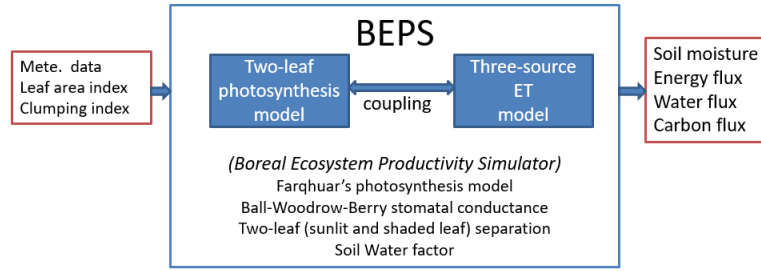 BEPS
Mete. data
Leaf area index
Clumping index
Two-leaf
photosynthesis
model
coupling
Three-source
ET
model
Soil moisture
Energy flux
Water flux
Carbon flux
(Boreal Ecosystem Productivity Simulator)
Farqhuar's photosynthesis model
Ball-Woodrow-Berry stomatal conductance
Two-leaf (sunlit and shaded leaf) separation
Soil Water factor